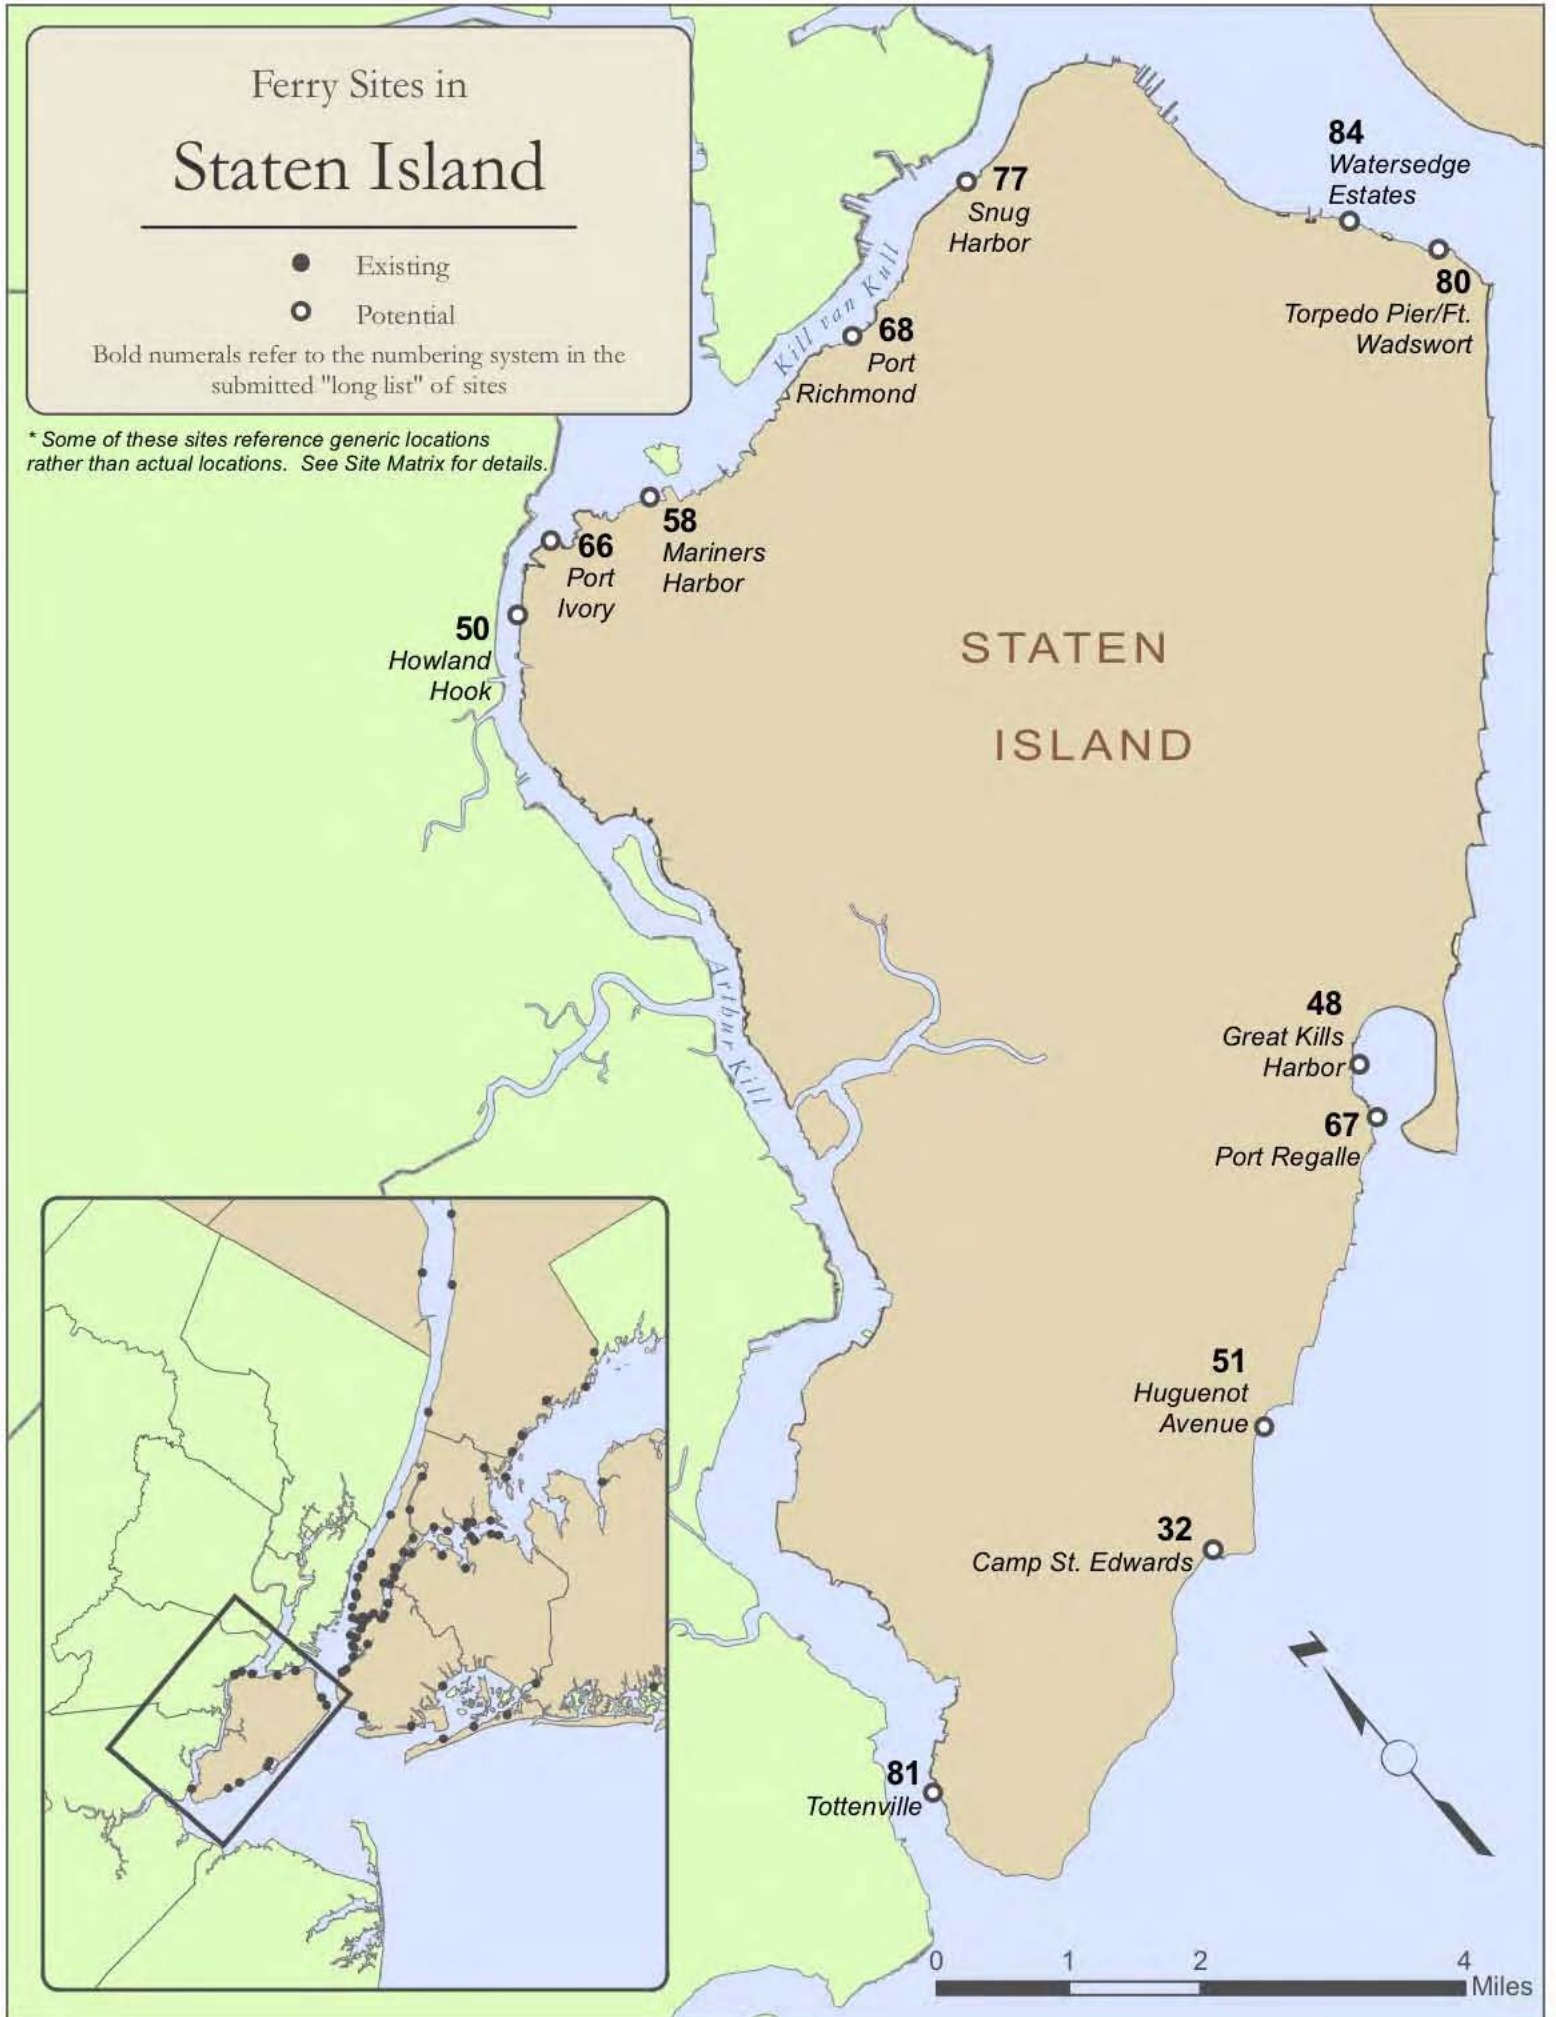 Ferry Sites in
Staten Island
Existing
Potential
Bold numerals refer to the numbering system in the
submitted "long list" of sites
* Some of these sites reference generic locations
rather than actual locations. See Site Matrix for details.
84
Watersedge
Estates
77
Snug
Harbor
80
Torpedo Pier/Ft.
Wadswort
Kill van Kull
68
Port
Richmond
58
Mariners
Harbor
66
Port
Ivory
50
Howland
Hook
STATEN
ISLAND
Arthur Kill
48
Great Kills
Harbor
67
Port Regalle
51
Huguenot
Avenue
32
Camp St. Edwards
N
81
Tottenville
0 1 2 4
Miles